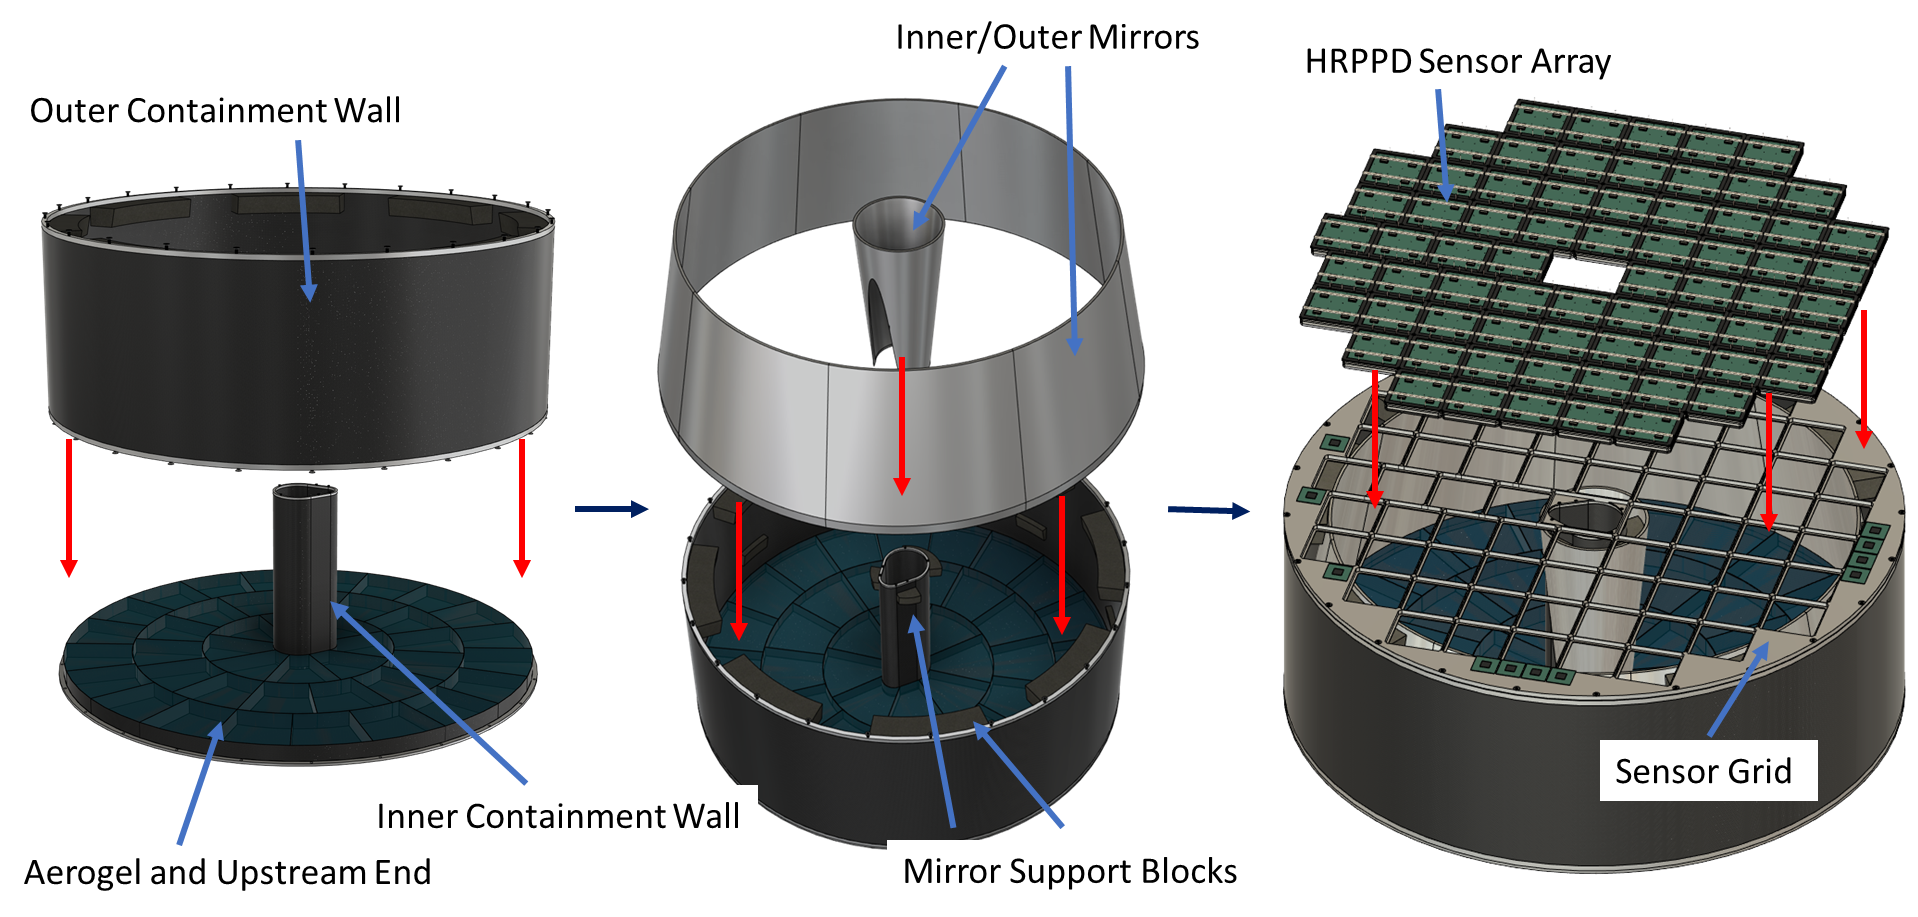 Inner/Outer Mirrors
HRPPD Sensor Array
Outer Containment Wall
Sensor Grid
Inner Containment Wall
Aerogel and Upstream End
Mirror Support Blocks